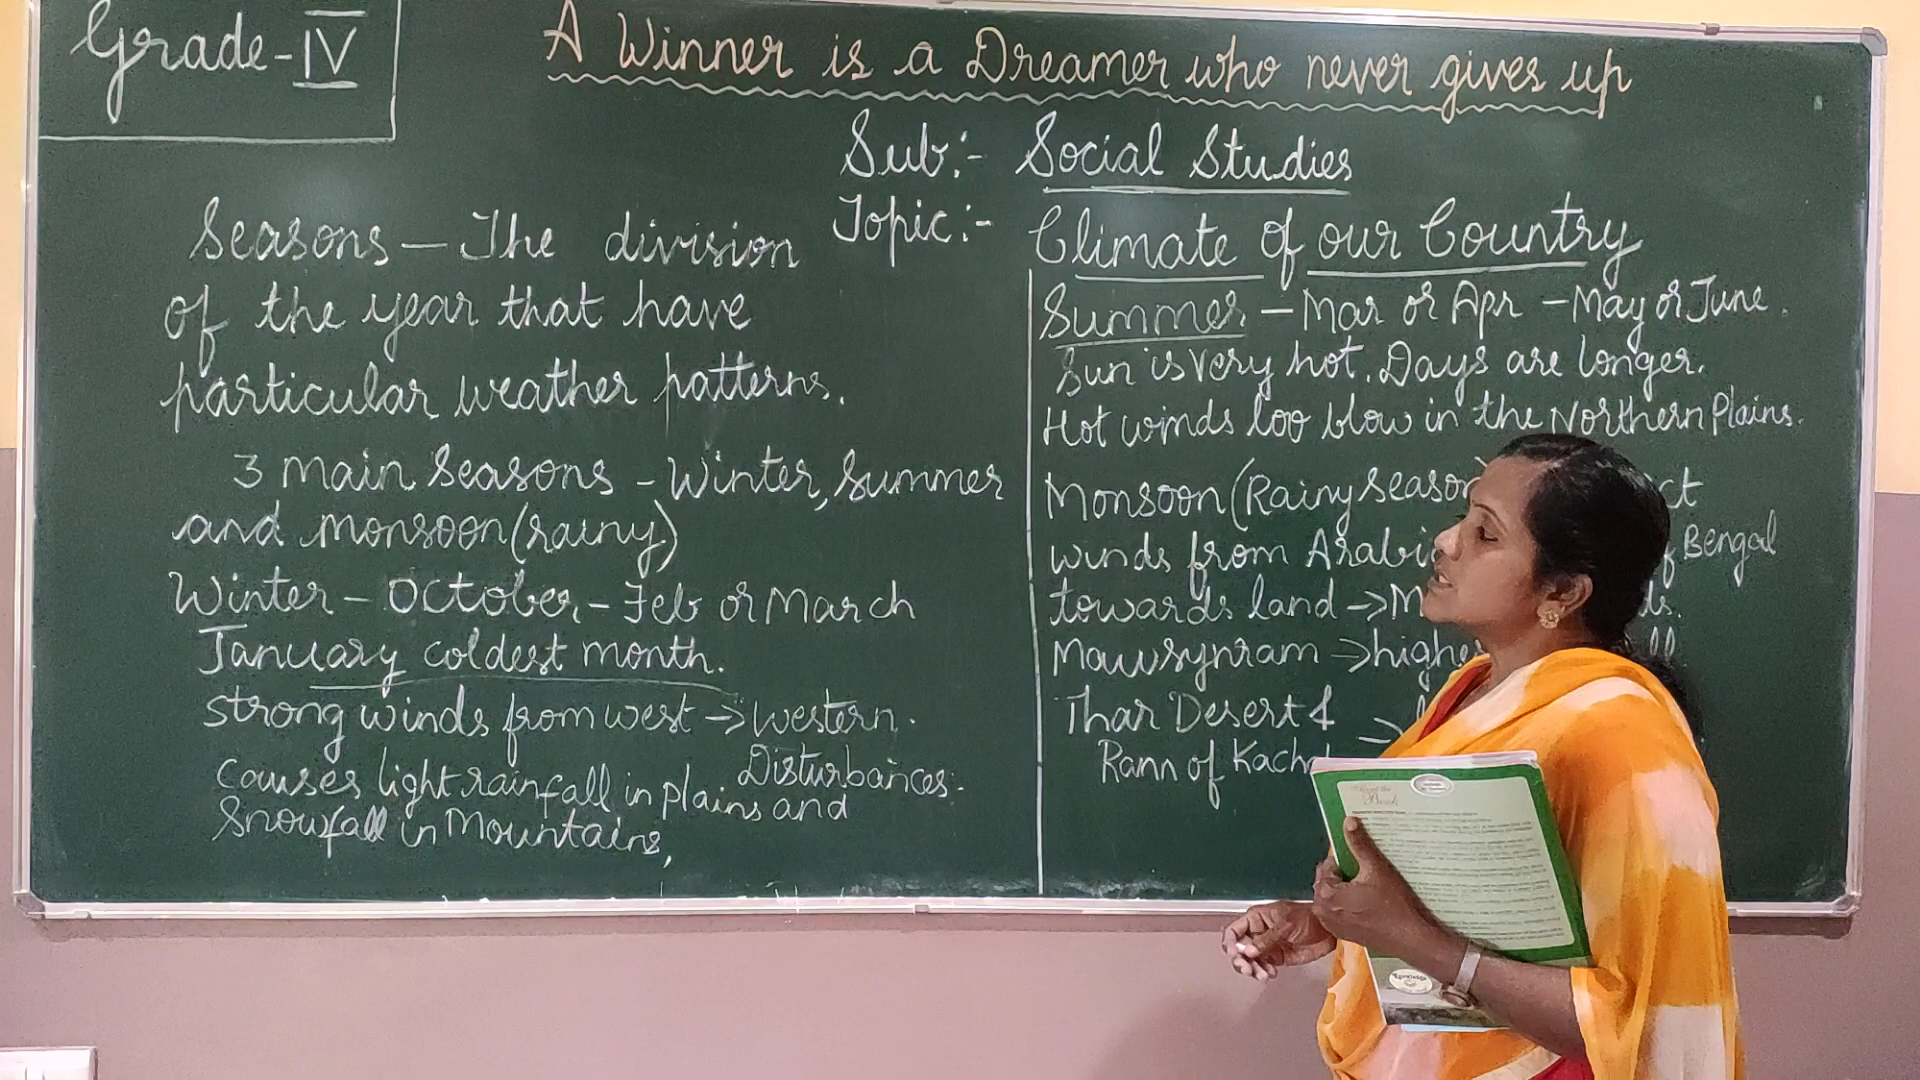 Grade-IV
A Winner is a Dreamer who never gives up
Sub:- Social Studies
Topic:- Climate of our Country
Seasons — The division
of the year that have
particular weather patterns.
3 main seasons - Winter, Summer
and monsoon (rainy)
Winter - October, - Feb or March
January coldest month.
strong winds from west → Western
Disturbances.
causes light rainfall in plains and
Snowfall in Mountains,
Summer - Mar or Apr - May or June.
Sun is very hot. Days are longer.
Hot winds loo blow in the Northern Plains.
Monsoon (Rainy season)
winds from Bengal
towards land →
Mawsynram →
Thar Desert &
Rann of